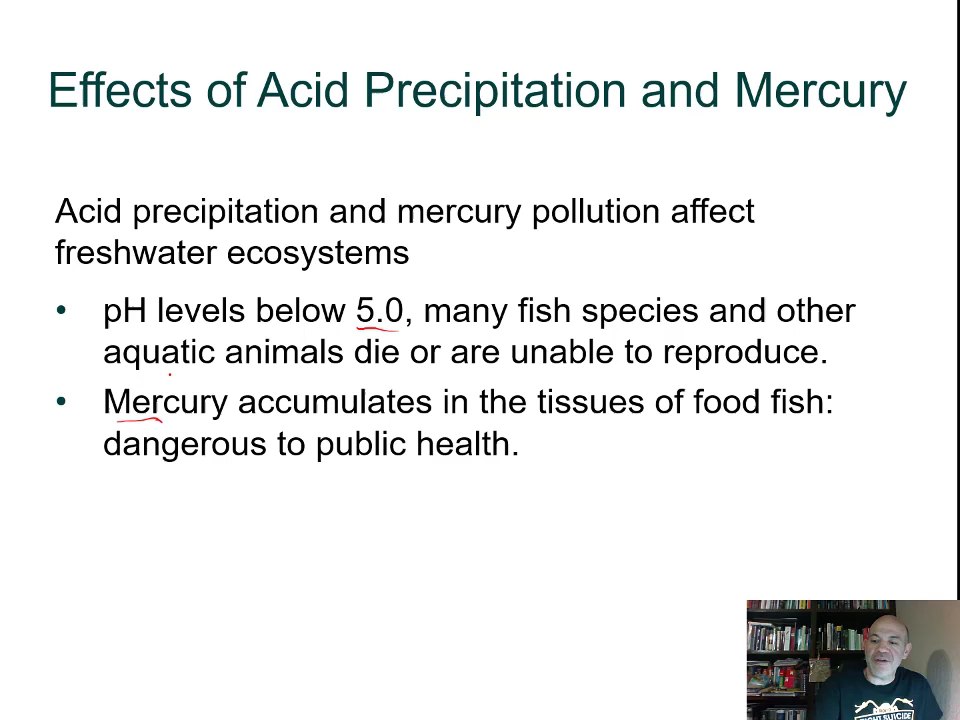 Effects of Acid Precipitation and Mercury
Acid precipitation and mercury pollution affect
freshwater ecosystems
• pH levels below 5.0, many fish species and other
aquatic animals die or are unable to reproduce.
• Mercury accumulates in the tissues of food fish:
dangerous to public health.
SUICIDE